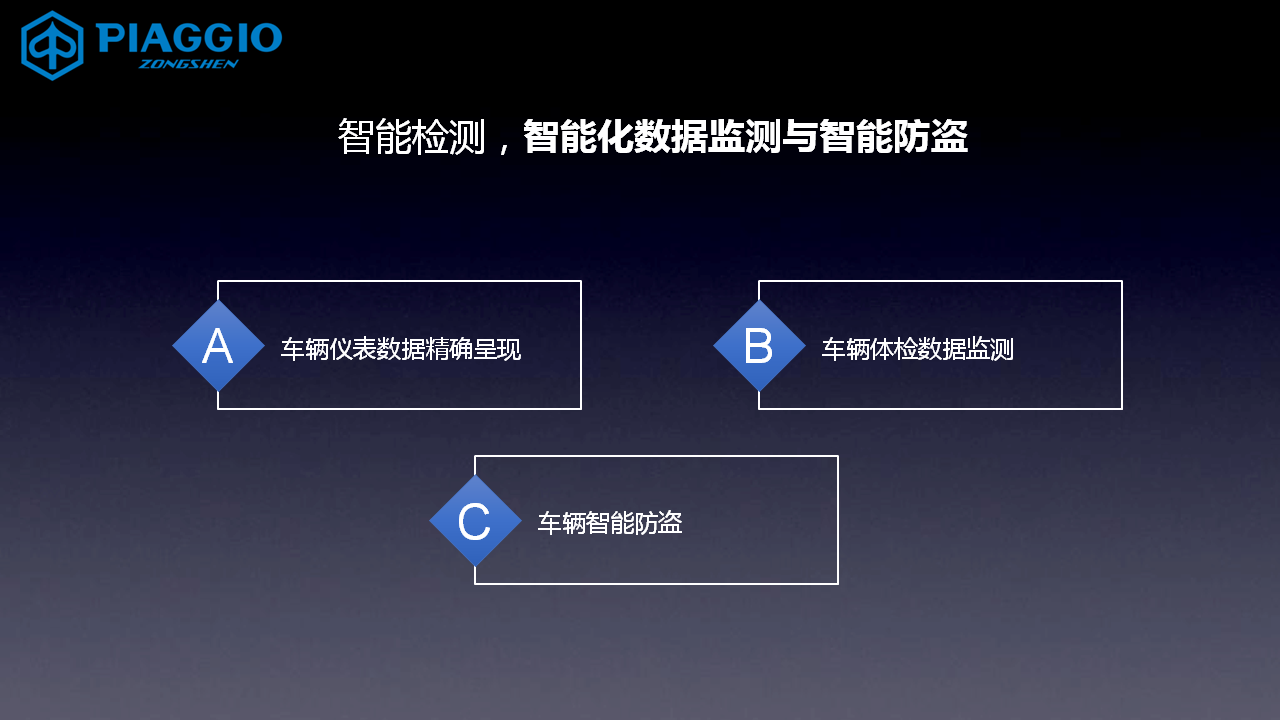 PIAGGIO
ZONGSHEN
智能检测，智能化数据监测与智能防盗
A
车辆仪表数据精确呈现
B
车辆体检数据监测
C
车辆智能防盗